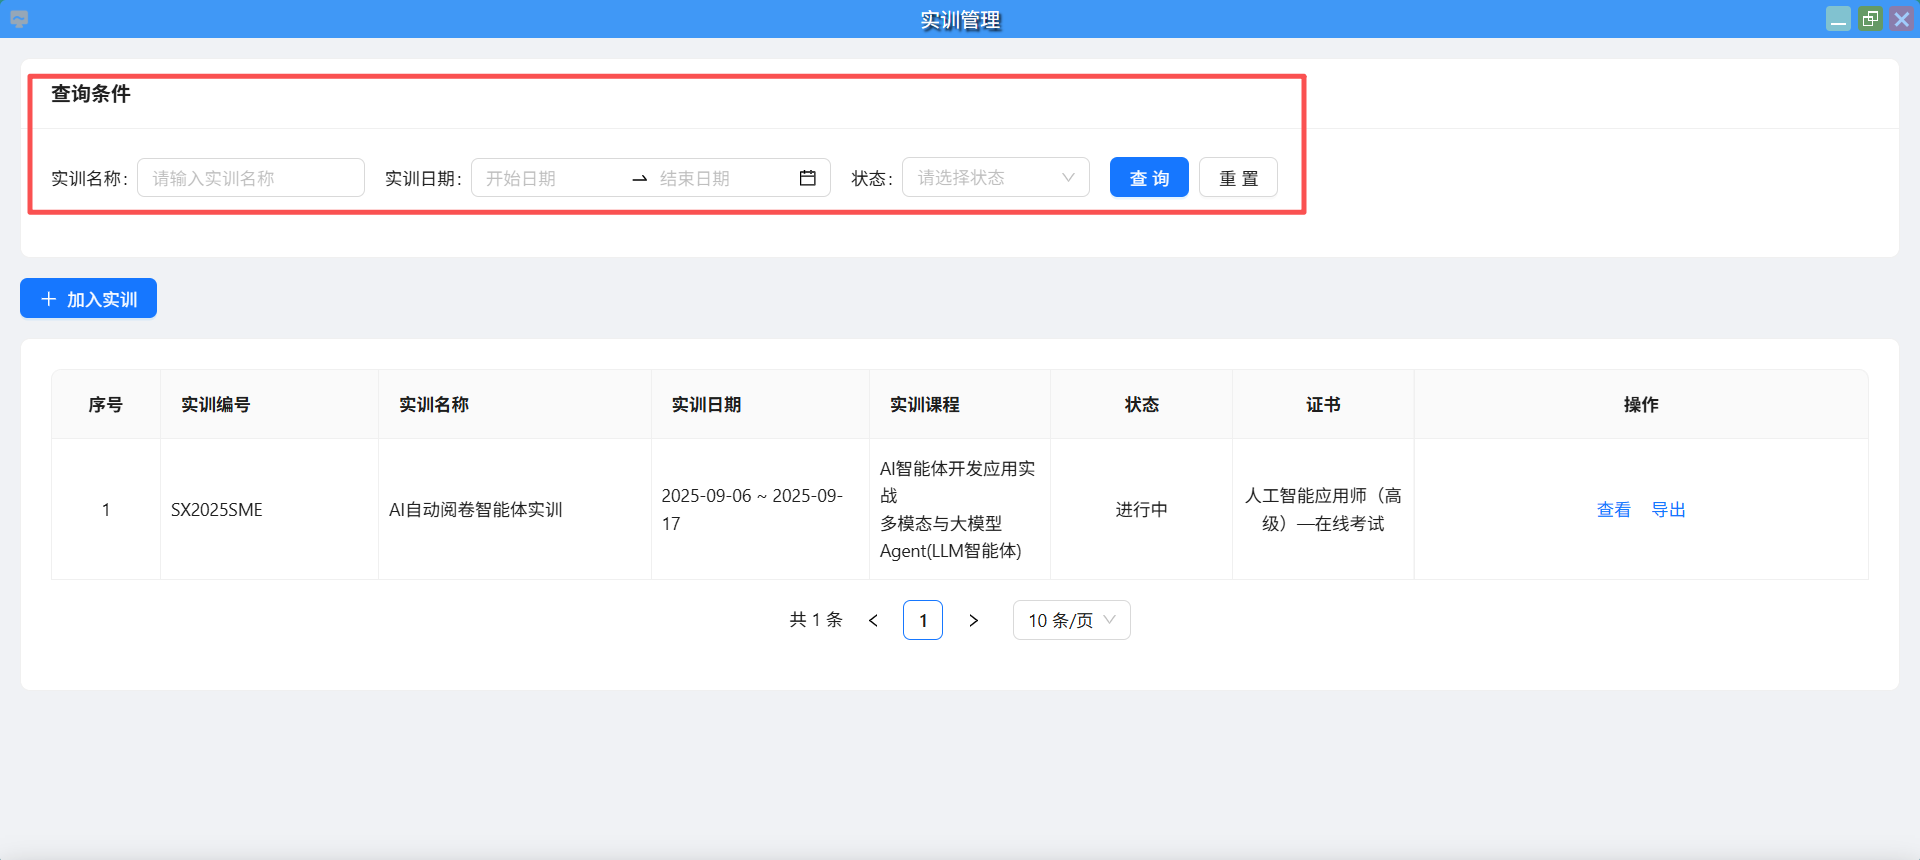 实训管理
查询条件
实训名称: 请输入实训名称 实训日期: 开始日期 → 结束日期 状态: 请选择状态 查 询 重 置
+ 加入实训
序号 实训编号 实训名称 实训日期 实训课程 状态 证书 操作
1 SX2025SME AI自动阅卷智能体实训 2025-09-06 ~ 2025-09-
17
AI智能体开发应用实
战
多模态与大模型
Agent(LLM智能体)
进行中
人工智能应用师（高
级）—在线考试
查看 导出
共 1 条 < 1 > 10 条/页